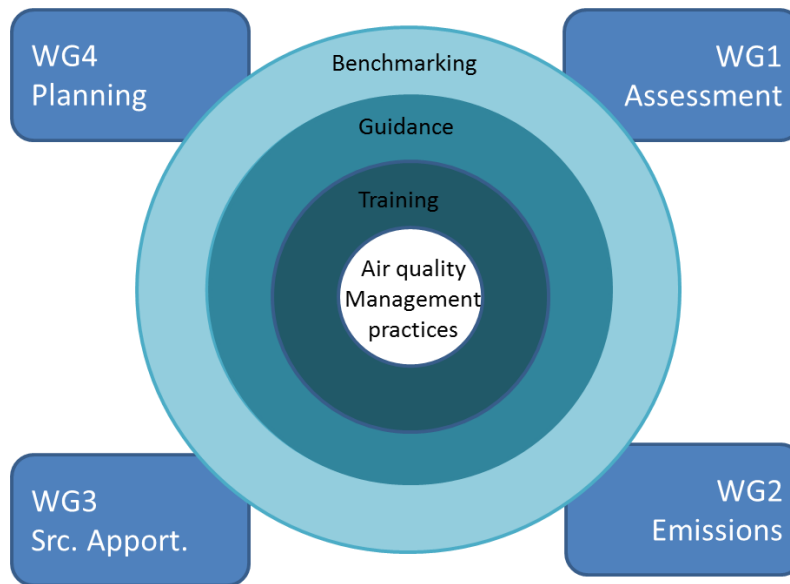 WG4
Planning
WG1
Assessment
Benchmarking
Guidance
Training
Air quality
Management
practices
WG3
Src. Apport.
WG2
Emissions